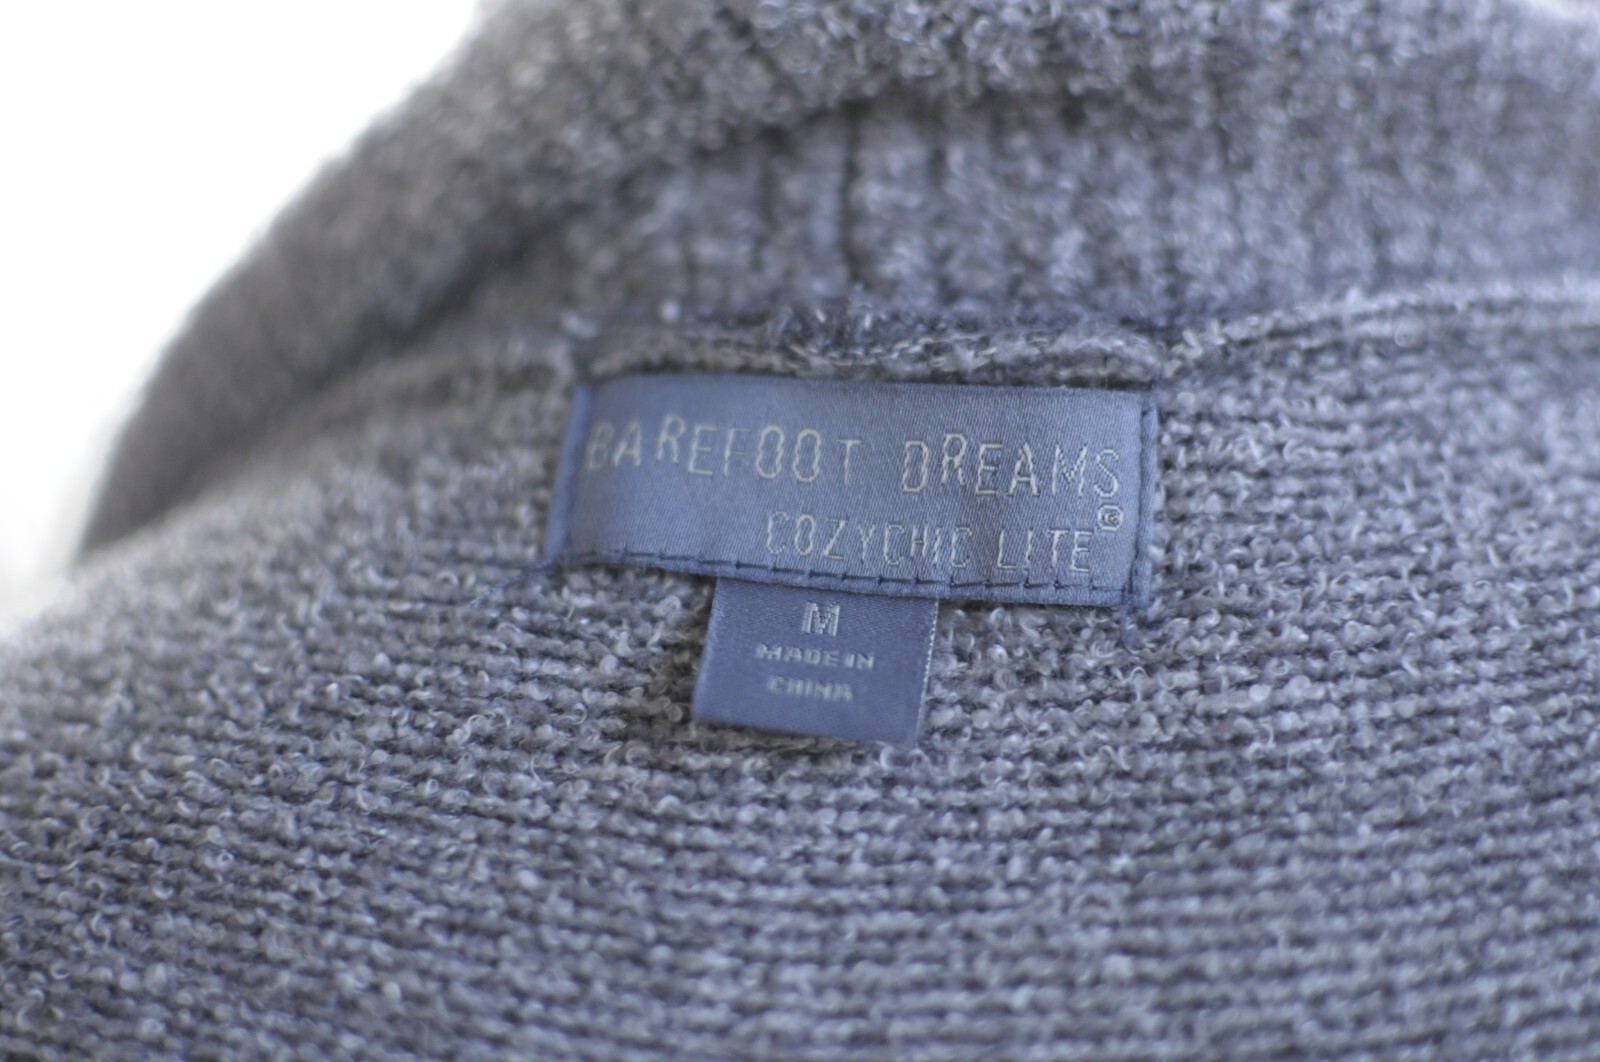 BAREFOOT DREAMS
COZYCHIC LITE®
M
MADE IN
CHINA